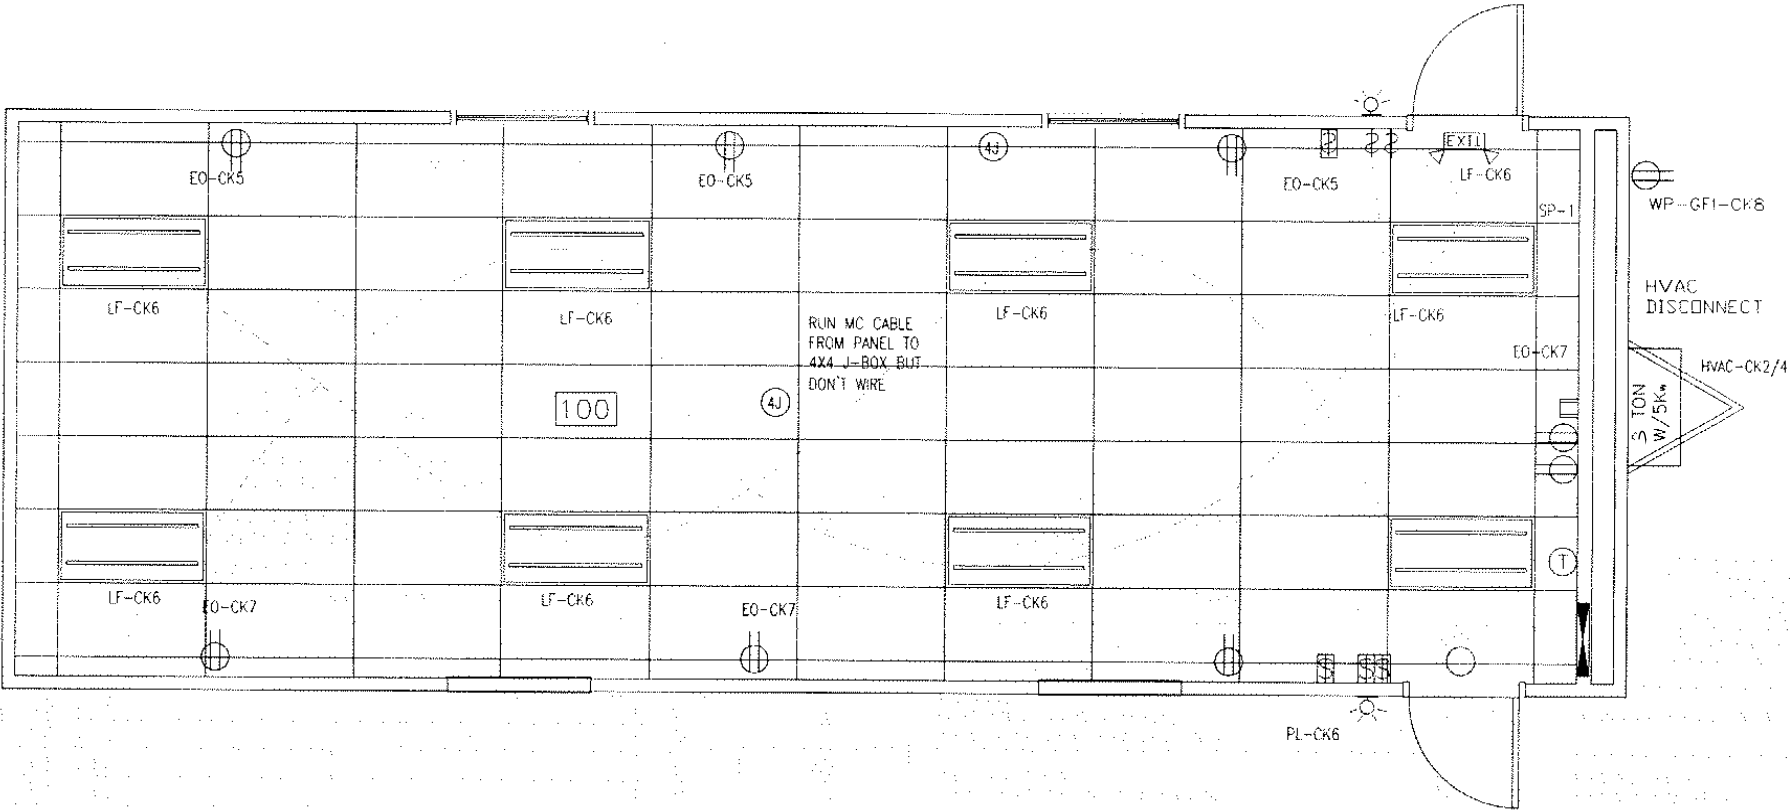 4J
EXIT
EO-CK5
EO-CK5
EO-CK5
LF-CK6
WP-GFI-CK8
SP-1
HVAC
DISCONNECT
LF-CK6
LF-CK6
LF-CK6
LF-CK6
RUN MC CABLE
FROM PANEL TO
4X4 J-BOX BUT
DON'T WIRE
EO-CK7
HVAC-CK2/4
3 TON
W/5Kw
100
4J
T
LF-CK6
EO-CK7
LF-CK6
EO-CK7
LF-CK6
PL-CK6